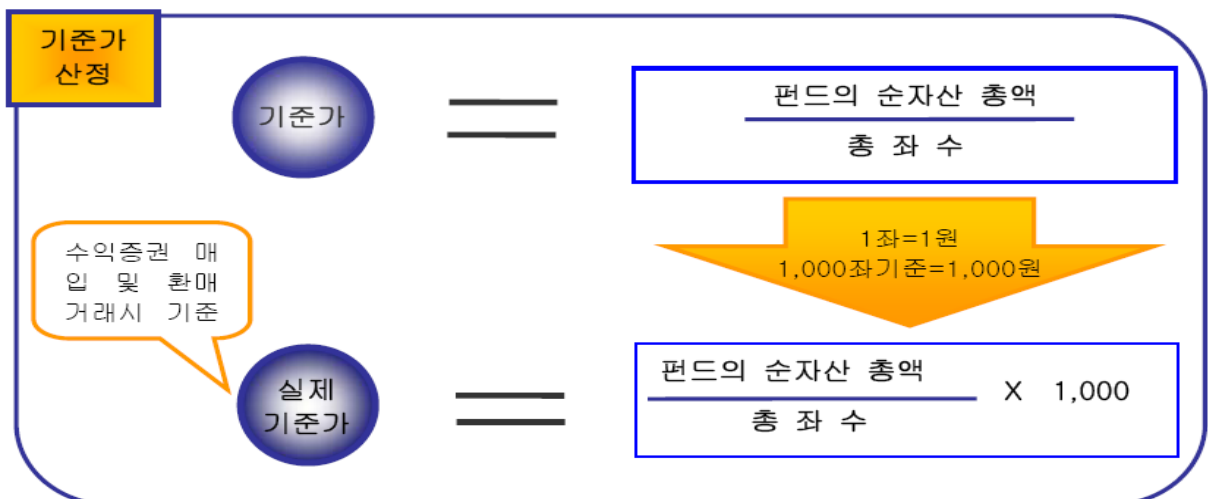 기준가
산정
기준가
펀드의 순자산 총액
총 좌 수
1좌=1원
1,000좌기준=1,000원
수익증권 매
입 및 환매
거래시 기준
실제
기준가
펀드의 순자산 총액
총 좌 수
X 1,000